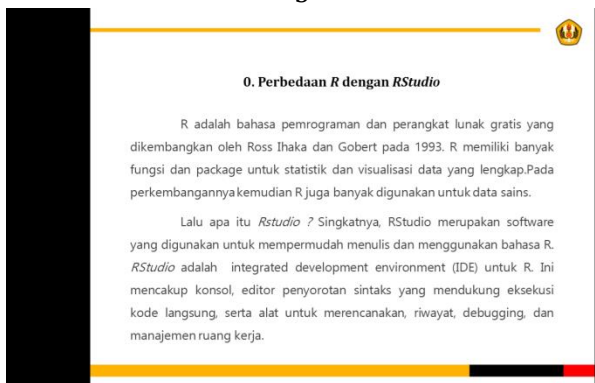 0. Perbedaan R dengan RStudio
R adalah bahasa pemrograman dan perangkat lunak gratis yang
dikembangkan oleh Ross Ihaka dan Gobert pada 1993. R memiliki banyak
fungsi dan package untuk statistik dan visualisasi data yang lengkap.Pada
perkembangannya kemudian R juga banyak digunakan untuk data sains.
Lalu apa itu Rstudio ? Singkatnya, RStudio merupakan software
yang digunakan untuk mempermudah menulis dan menggunakan bahasa R.
RStudio adalah integrated development environment (IDE) untuk R. Ini
mencakup konsol, editor penyorotan sintaks yang mendukung eksekusi
kode langsung, serta alat untuk merencanakan, riwayat, debugging, dan
manajemen ruang kerja.